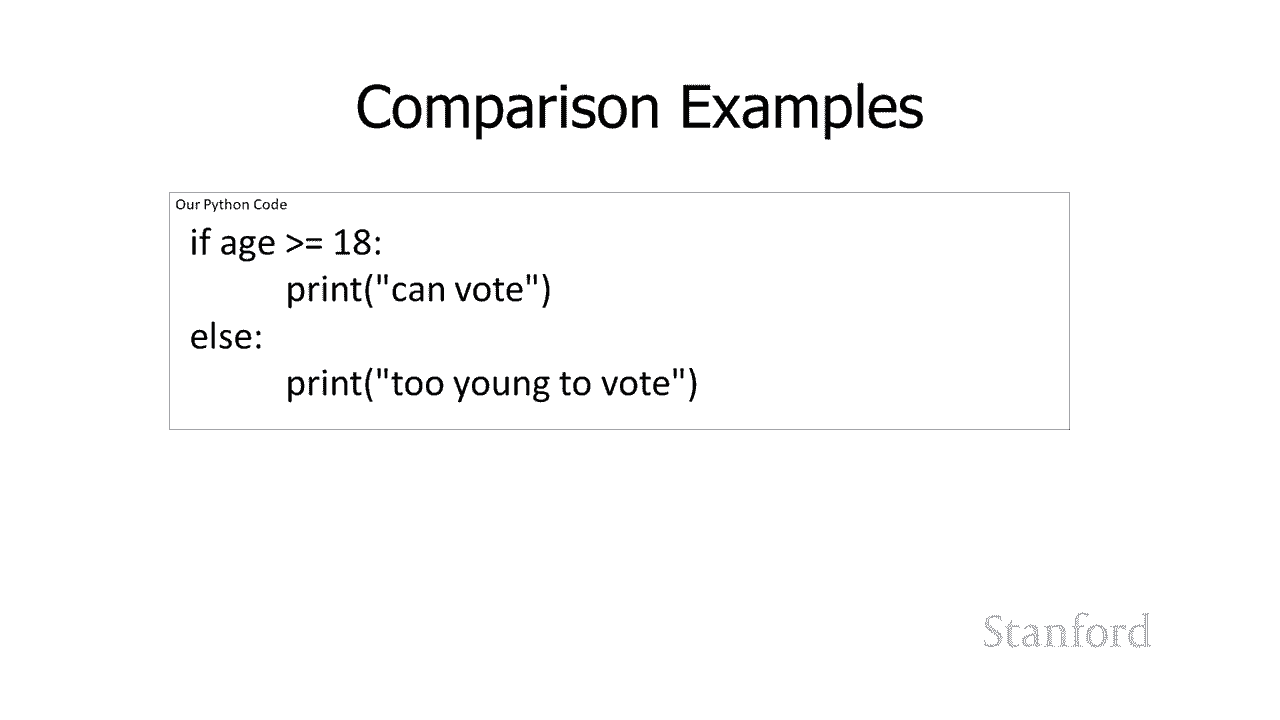 Comparison Examples
Our Python Code
if age >= 18:
print("can vote")
else:
print("too young to vote")
Stanford